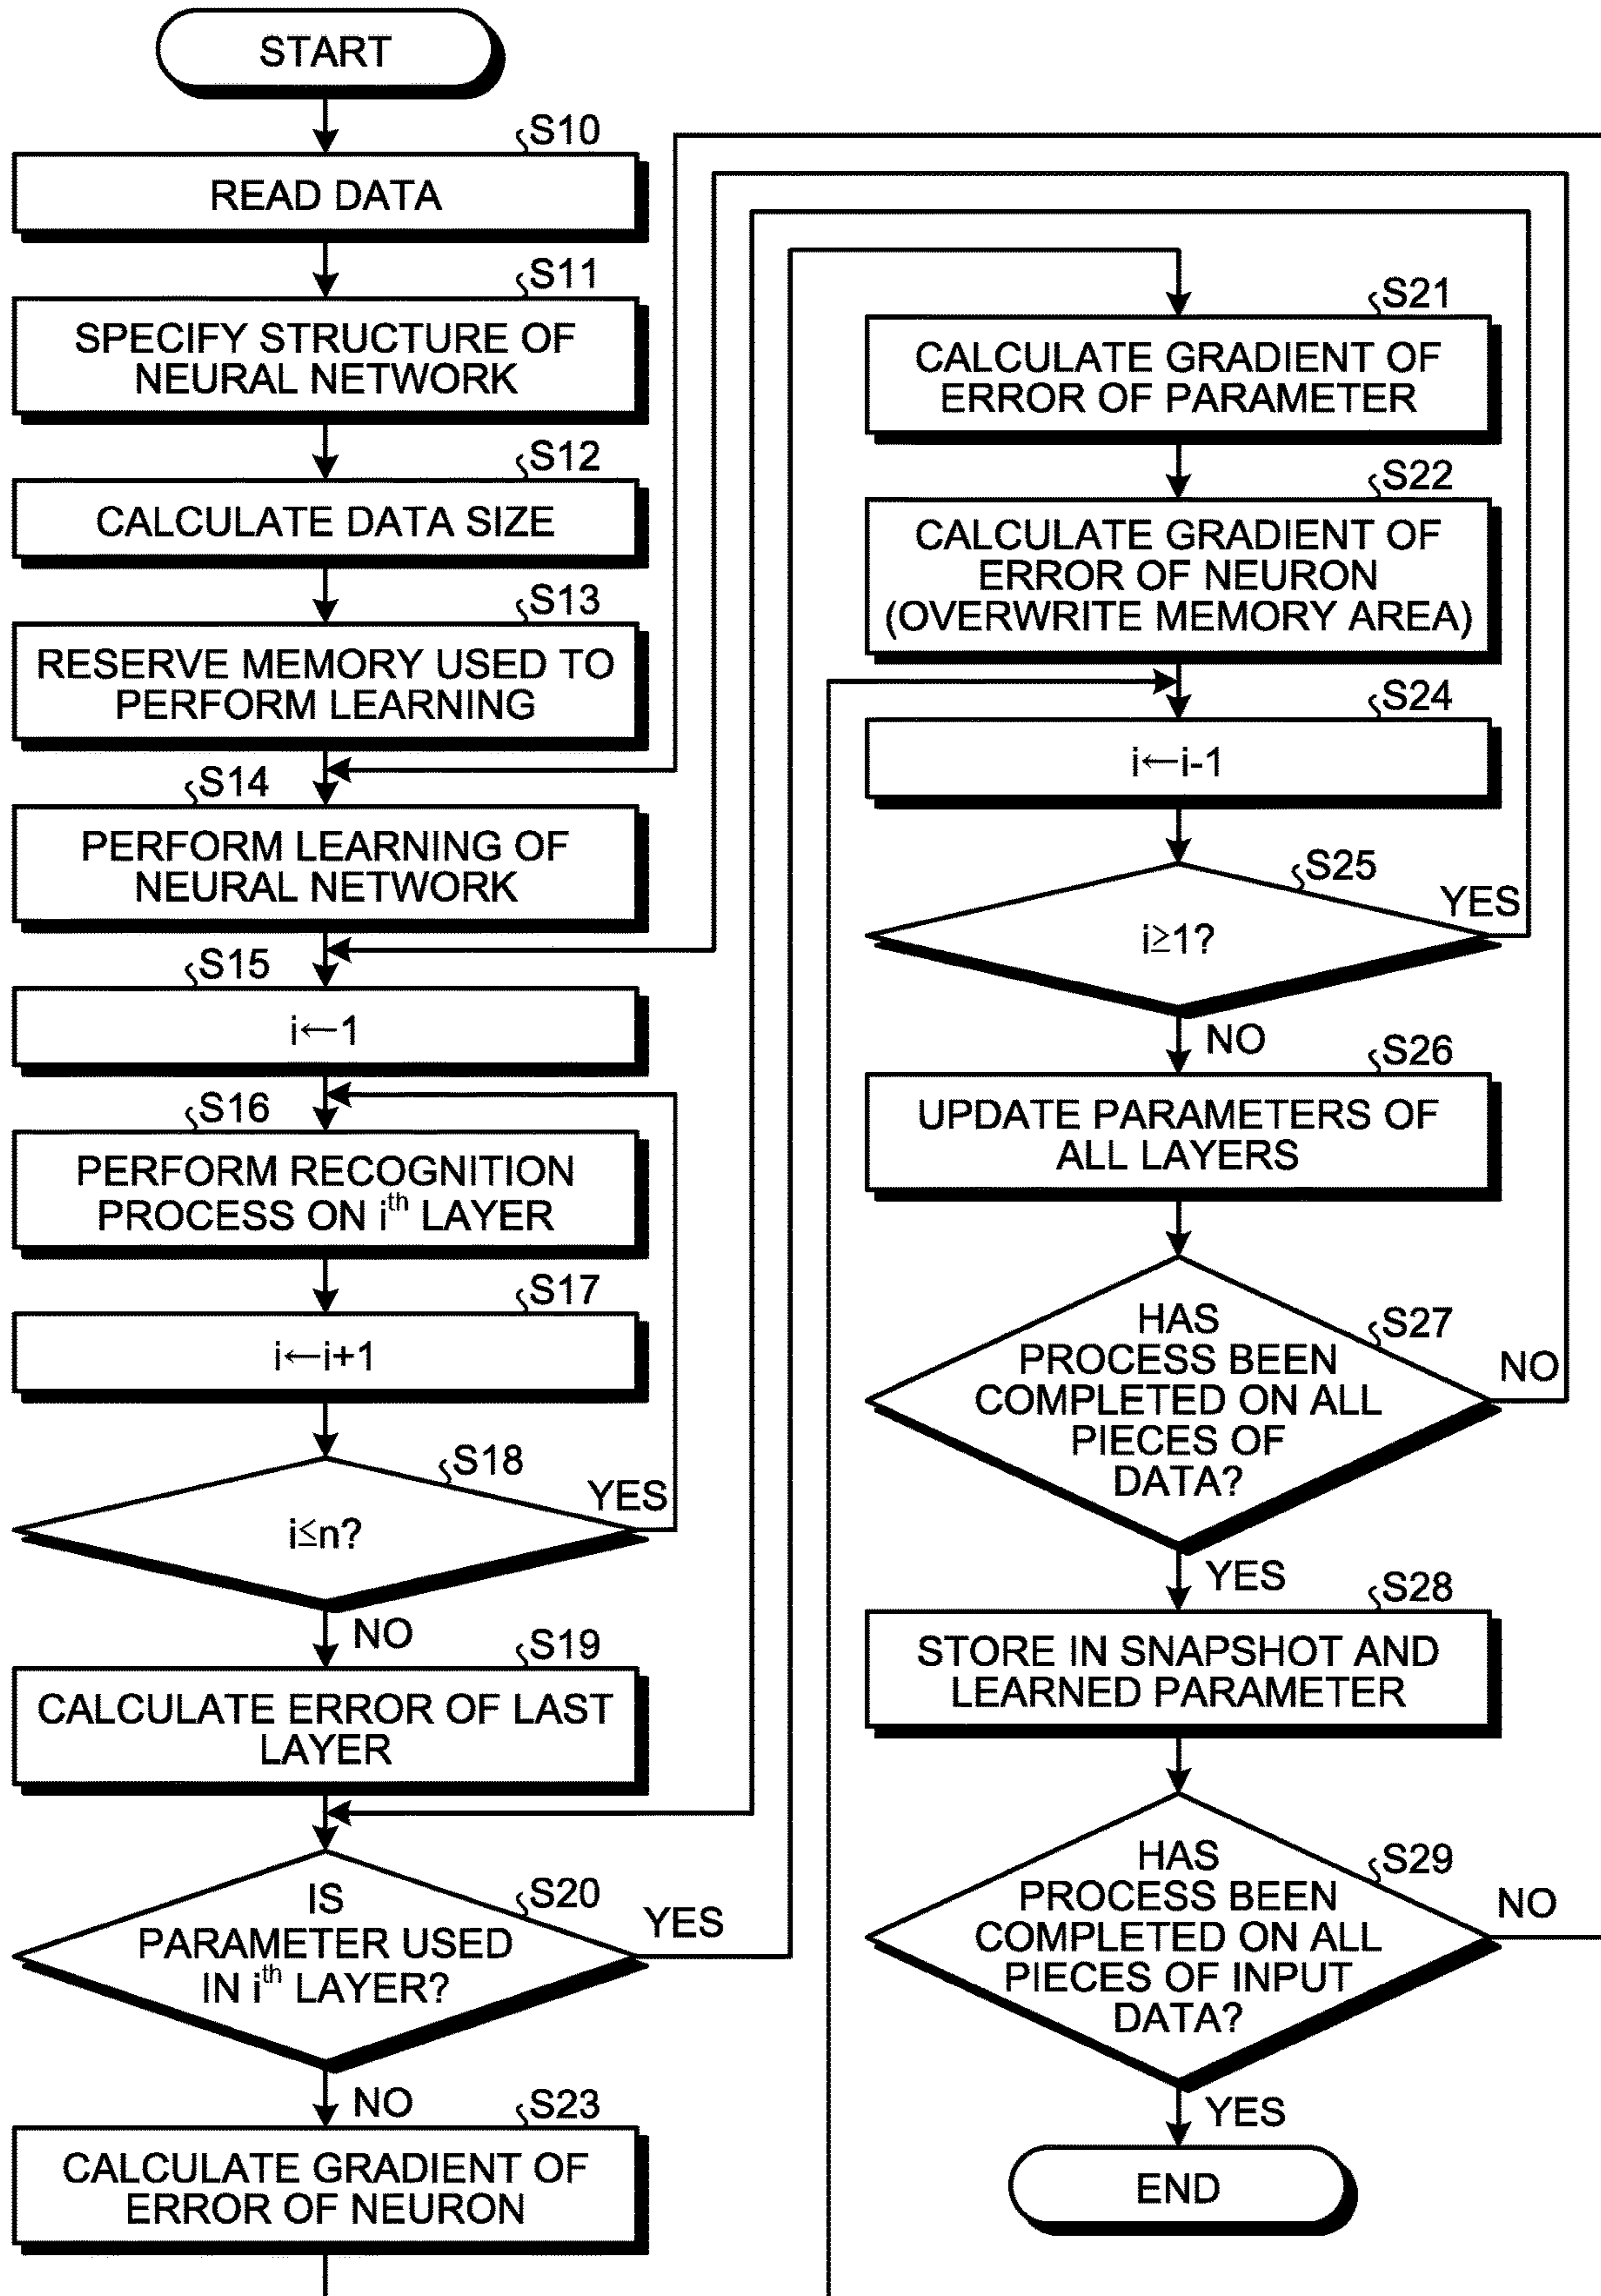 START
S10
READ DATA
S11
SPECIFY STRUCTURE OF
NEURAL NETWORK
S12
CALCULATE DATA SIZE
S13
RESERVE MEMORY USED TO
PERFORM LEARNING
S14
PERFORM LEARNING OF
NEURAL NETWORK
S15
i←1
S16
PERFORM RECOGNITION
PROCESS ON ith LAYER
S17
i←i+1
S18
i≦n?
YES
NO
S19
CALCULATE ERROR OF LAST
LAYER
S20
IS
PARAMETER USED
IN ith LAYER?
YES
NO
S23
CALCULATE GRADIENT OF
ERROR OF NEURON
S21
CALCULATE GRADIENT OF
ERROR OF PARAMETER
S22
CALCULATE GRADIENT OF
ERROR OF NEURON
(OVERWRITE MEMORY AREA)
S24
i←i-1
S25
i≧1?
YES
NO
S26
UPDATE PARAMETERS OF
ALL LAYERS
S27
HAS
PROCESS BEEN
COMPLETED ON ALL
PIECES OF
DATA?
NO
YES
S28
STORE IN SNAPSHOT AND
LEARNED PARAMETER
S29
HAS
PROCESS BEEN
COMPLETED ON ALL
PIECES OF INPUT
DATA?
NO
YES
END